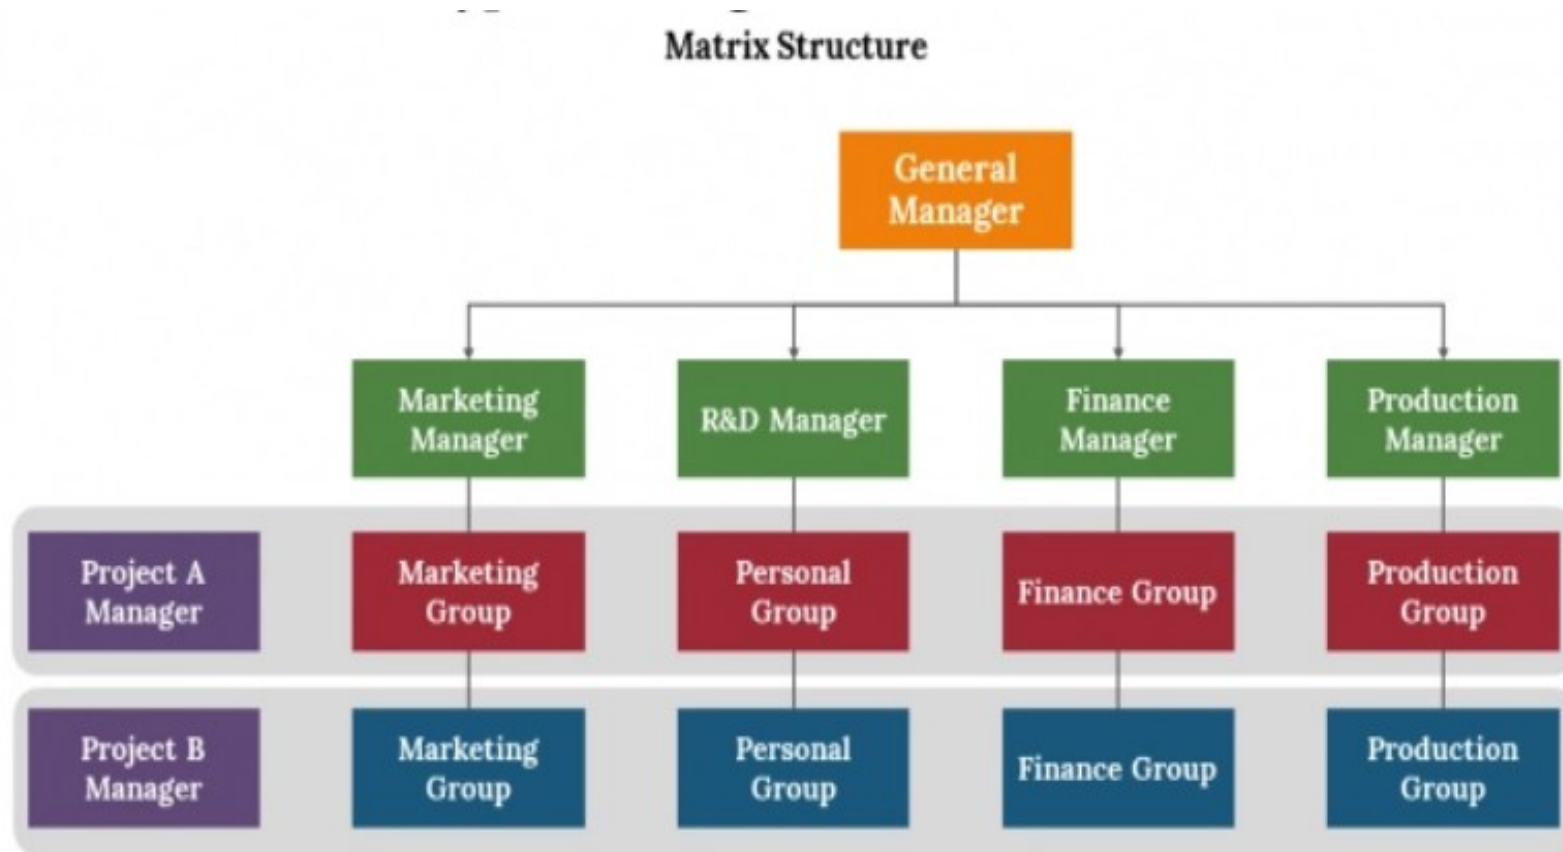 Matrix Structure
General
Manager
Marketing
Manager
R&D Manager
Finance
Manager
Production
Manager
Project A
Manager
Marketing
Group
Personal
Group
Finance Group
Production
Group
Project B
Manager
Marketing
Group
Personal
Group
Finance Group
Production
Group